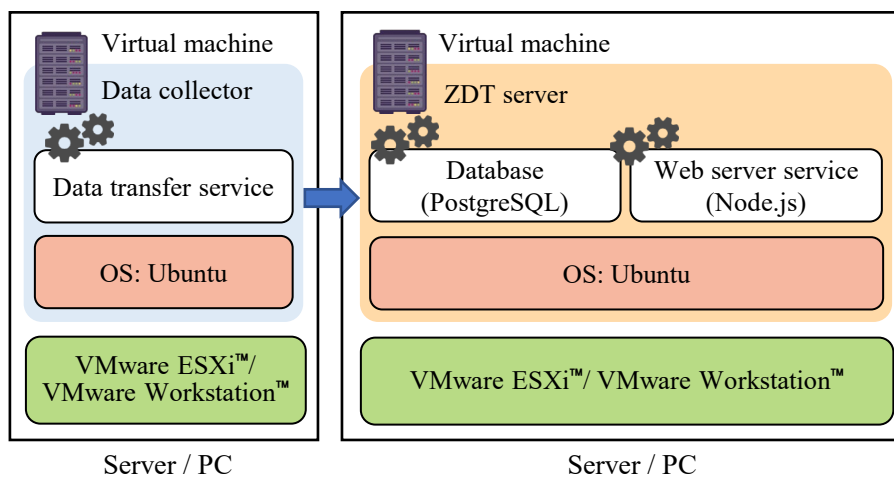 Virtual machine
Data collector
Data transfer service
OS: Ubuntu
VMware ESXi™/
VMware Workstation™
Server / PC
Virtual machine
ZDT server
Database
(PostgreSQL)
Web server service
(Node.js)
OS: Ubuntu
VMware ESXi™/ VMware Workstation™
Server / PC